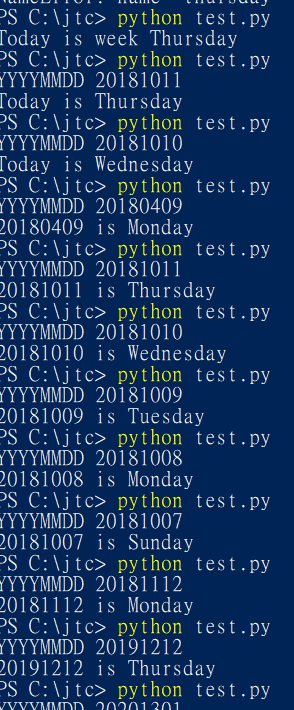 NameError: name 'thursday'
PS C:\jtc> python test.py
Today is week Thursday
PS C:\jtc> python test.py
YYYYMMDD 20181011
Today is Thursday
PS C:\jtc> python test.py
YYYYMMDD 20181010
Today is Wednesday
PS C:\jtc> python test.py
YYYYMMDD 20180409
20180409 is Monday
PS C:\jtc> python test.py
YYYYMMDD 20181011
20181011 is Thursday
PS C:\jtc> python test.py
YYYYMMDD 20181010
20181010 is Wednesday
PS C:\jtc> python test.py
YYYYMMDD 20181009
20181009 is Tuesday
PS C:\jtc> python test.py
YYYYMMDD 20181008
20181008 is Monday
PS C:\jtc> python test.py
YYYYMMDD 20181007
20181007 is Sunday
PS C:\jtc> python test.py
YYYYMMDD 20181112
20181112 is Monday
PS C:\jtc> python test.py
YYYYMMDD 20191212
20191212 is Thursday
PS C:\jtc> python test.py
YYYYMMDD 20201301